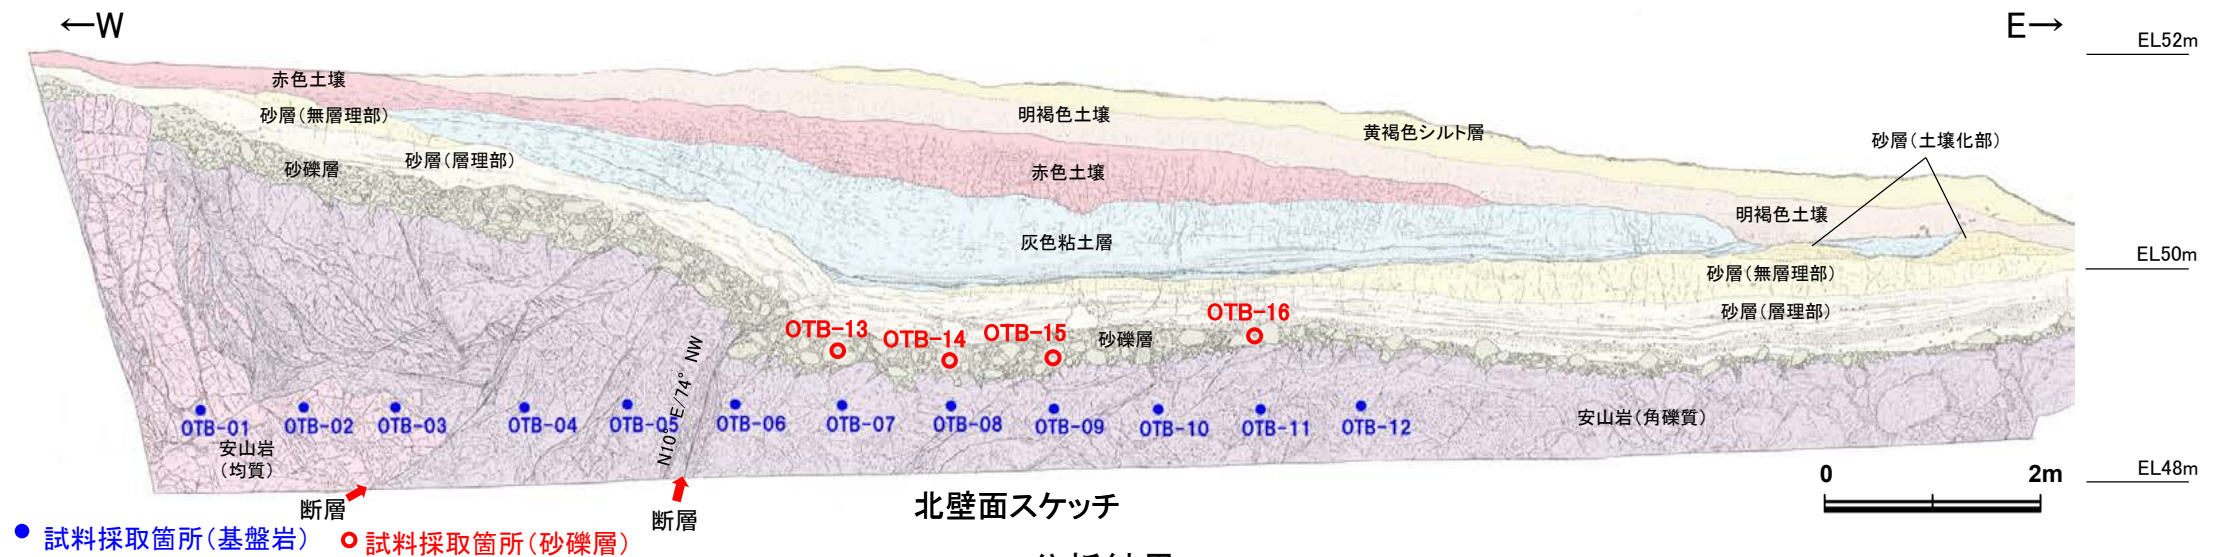 ←W
E→
EL52m
赤色土壌
砂層(無層理部)
明褐色土壌
黄褐色シルト層
砂層(土壌化部)
砂層(層理部)
砂礫層
赤色土壌
明褐色土壌
灰色粘土層
EL50m
砂層(無層理部)
砂層(層理部)
OTB-13
OTB-14
OTB-15
OTB-16
砂礫層
N10°E/74° NW
OTB-01
OTB-02
OTB-03
OTB-04
OTB-05
OTB-06
OTB-07
OTB-08
OTB-09
OTB-10
OTB-11
OTB-12
安山岩(角礫質)
安山岩
(均質)
0 2m
EL48m
断層
断層
北壁面スケッチ
試料採取箇所(基盤岩)
試料採取箇所(砂礫層)